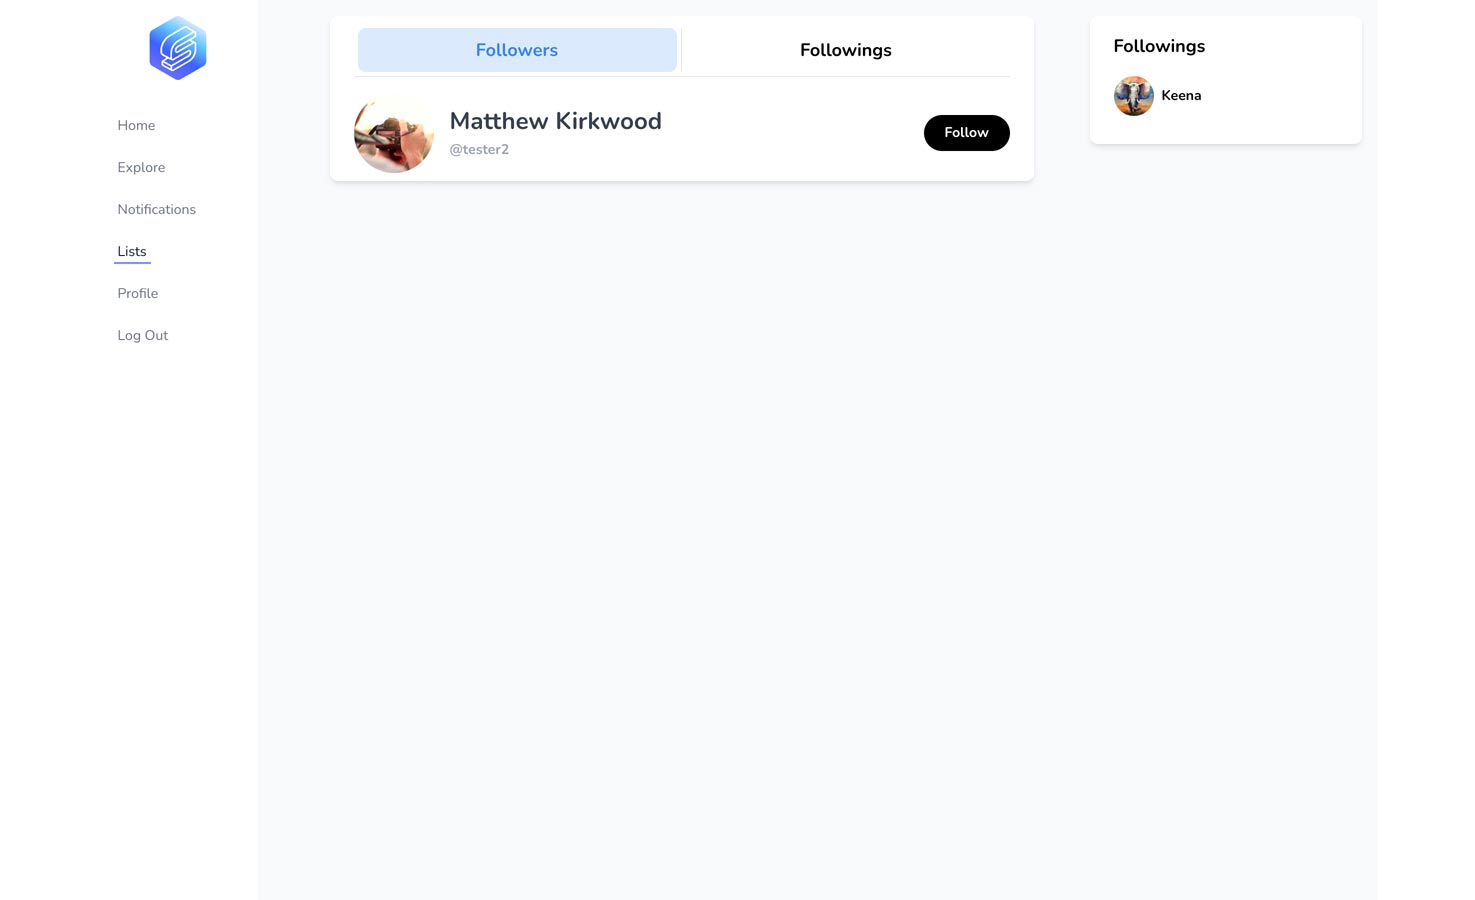 Home
Explore
Notifications
Lists
Profile
Log Out
Followers
Followings
Matthew Kirkwood
@tester2
Follow
Followings
Keena